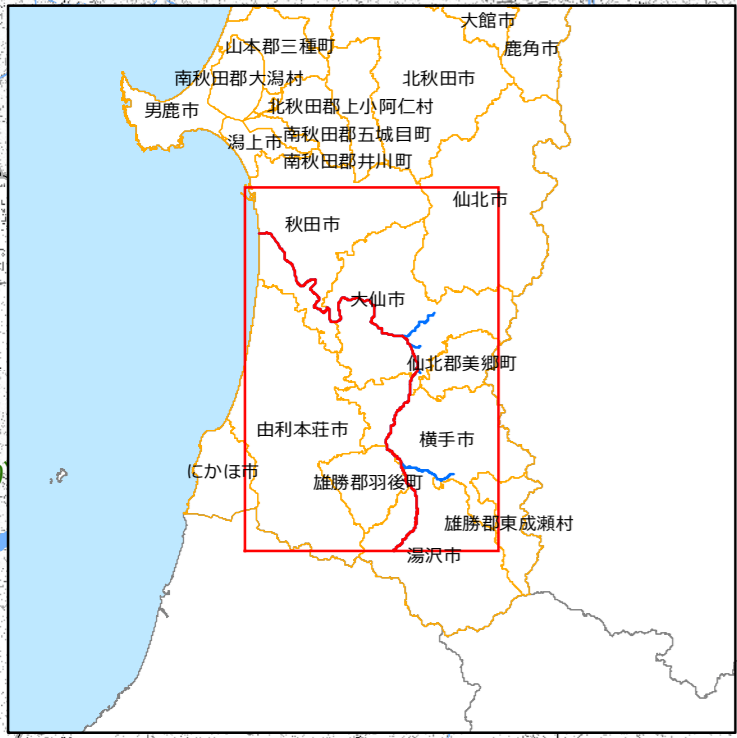 大館市
山本郡三種町
鹿角市
南秋田郡大潟村
北秋田市
男鹿市
北秋田郡上小阿仁村
潟上市
南秋田郡五城目町
南秋田郡井川町
仙北市
秋田市
大仙市
仙北郡美郷町
由利本荘市
横手市
にかほ市
雄勝郡羽後町
雄勝郡東成瀬村
湯沢市